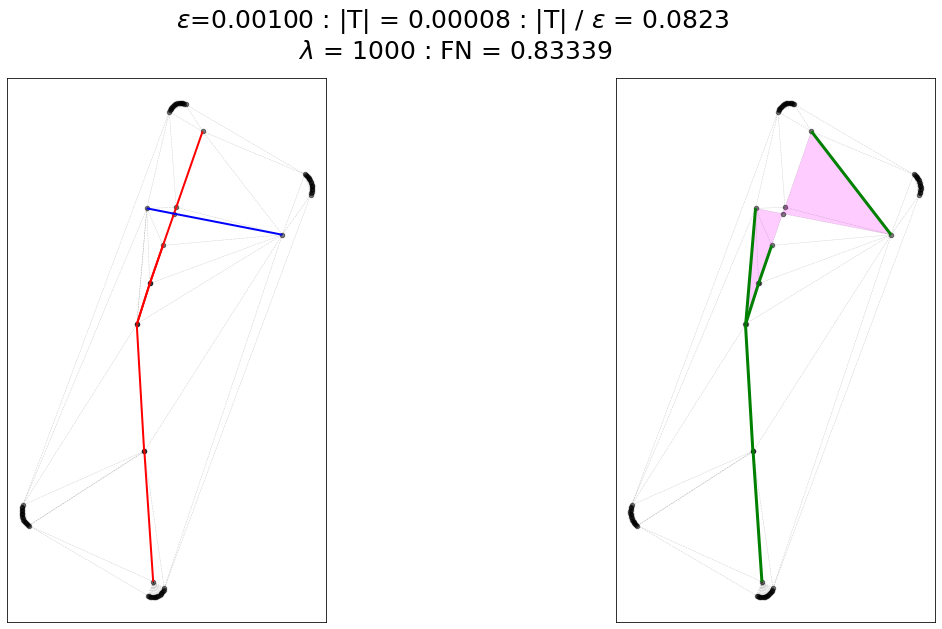 ε=0.00100 : |T| = 0.00008 : |T| / ε = 0.0823
λ = 1000 : FN = 0.83339